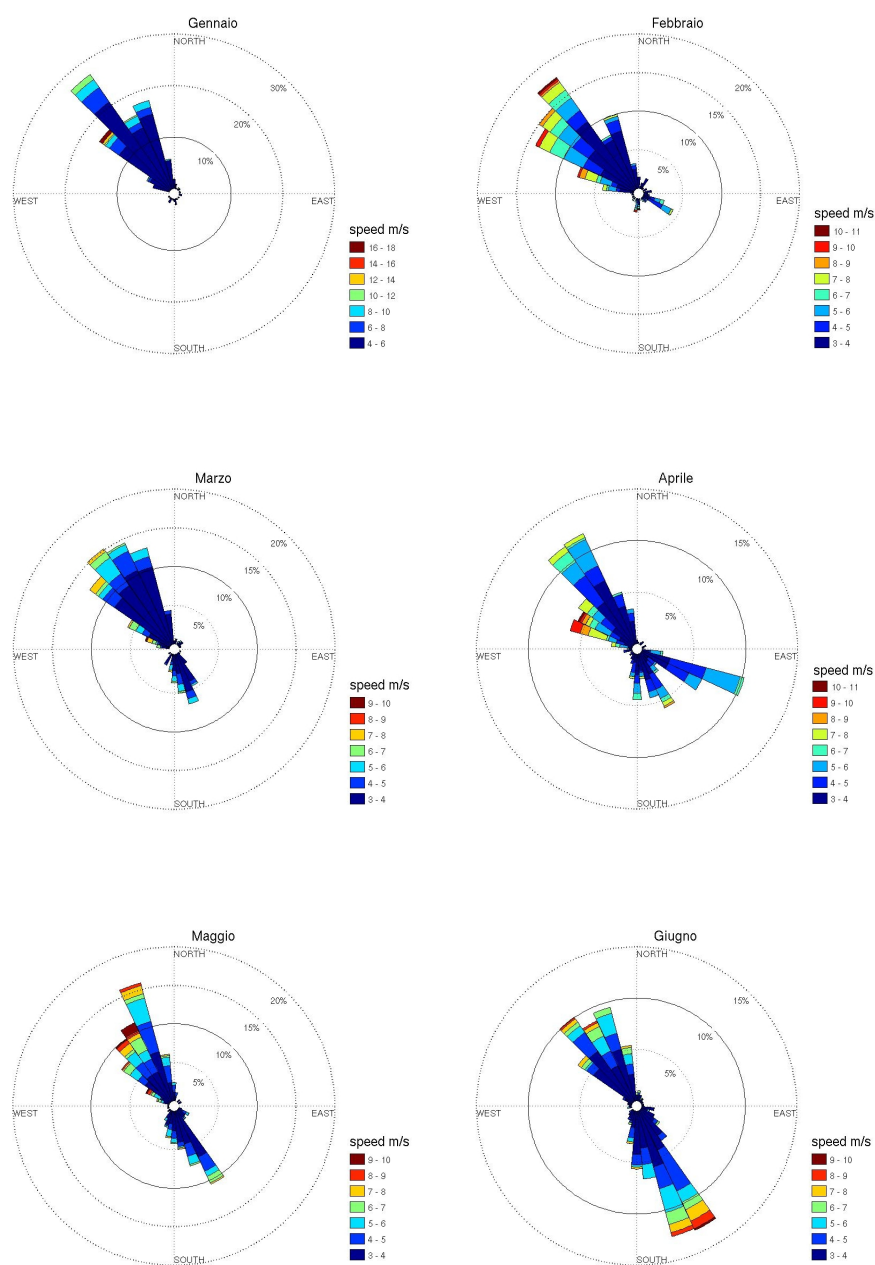 Gennaio
NORTH
30%
20%
10%
WEST
EAST
SOUTH
speed m/s
16 - 18
14 - 16
12 - 14
10 - 12
8 - 10
6 - 8
4 - 6
Febbraio
NORTH
20%
15%
10%
5%
WEST
EAST
SOUTH
speed m/s
10 - 11
9 - 10
8 - 9
7 - 8
6 - 7
5 - 6
4 - 5
3 - 4
Marzo
NORTH
20%
15%
10%
5%
WEST
EAST
SOUTH
speed m/s
9 - 10
8 - 9
7 - 8
6 - 7
5 - 6
4 - 5
3 - 4
Aprile
NORTH
15%
10%
5%
WEST
EAST
SOUTH
speed m/s
10 - 11
9 - 10
8 - 9
7 - 8
6 - 7
5 - 6
4 - 5
3 - 4
Maggio
NORTH
20%
15%
10%
5%
WEST
EAST
SOUTH
speed m/s
9 - 10
8 - 9
7 - 8
6 - 7
5 - 6
4 - 5
3 - 4
Giugno
NORTH
15%
10%
5%
WEST
EAST
SOUTH
speed m/s
9 - 10
8 - 9
7 - 8
6 - 7
5 - 6
4 - 5
3 - 4